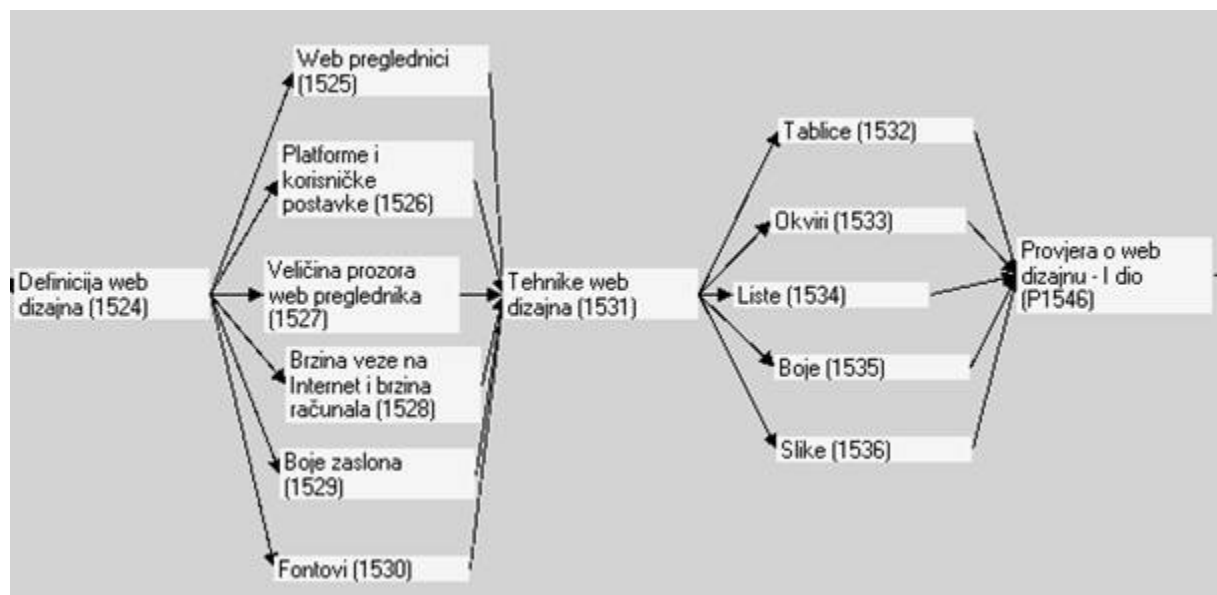 Definicija web
dizajna (1524)
Web preglednici
(1525)
Platforme i
korisničke
postavke (1526)
Veličina prozora
web preglednika
(1527)
Brzina veze na
Internet i brzina
računala (1528)
Boje zaslona
(1529)
Fontovi (1530)
Tehnike web
dizajna (1531)
Tablice (1532)
Okviri (1533)
Liste (1534)
Boje (1535)
Slike (1536)
Provjera o web
dizajnu - I dio
(P1546)